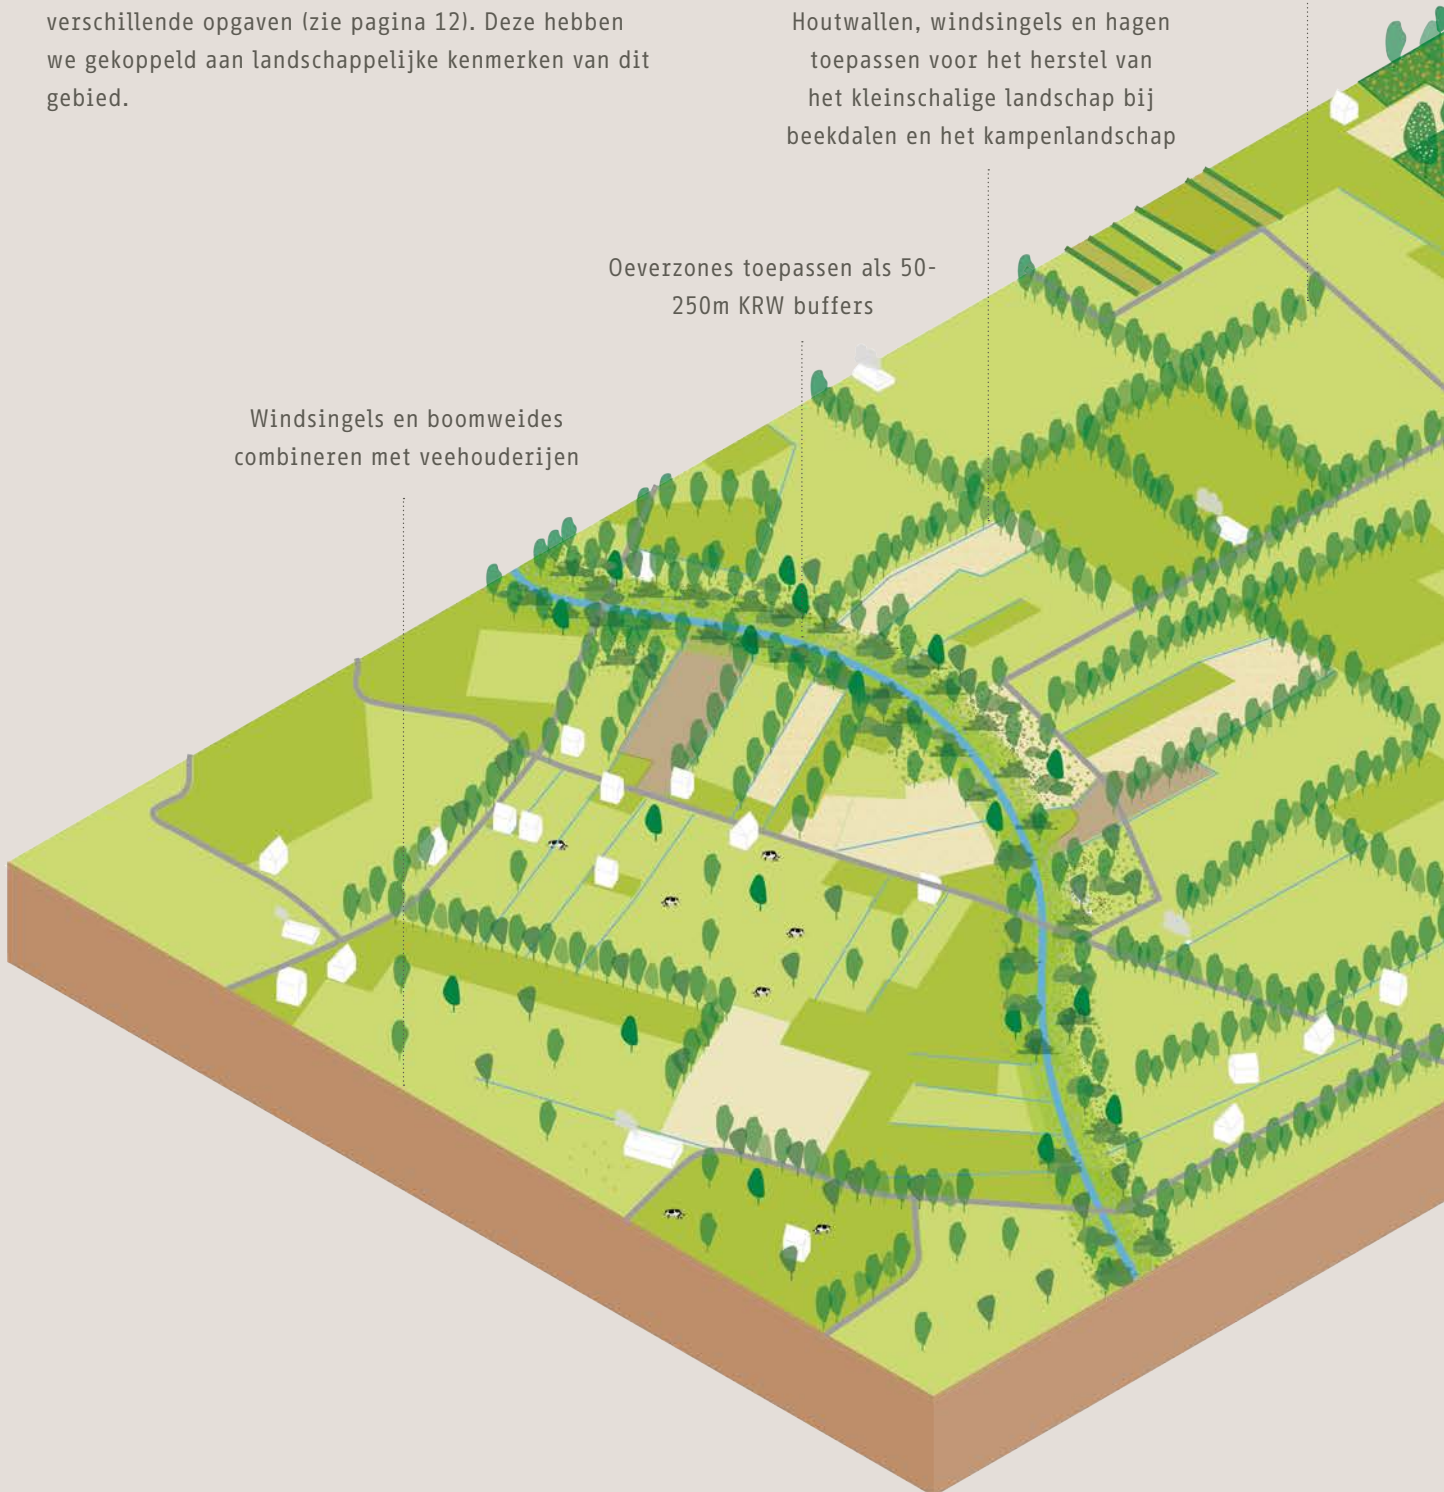 verschillende opgaven (zie pagina 12). Deze hebben
we gekoppeld aan landschappelijke kenmerken van dit
gebied.
Houtwallen, windsingels en hagen
toepassen voor het herstel van
het kleinschalige landschap bij
beekdalen en het kampenlandschap
Oeverzones toepassen als 50-
250m KRW buffers
Windsingels en boomweides
combineren met veehouderijen